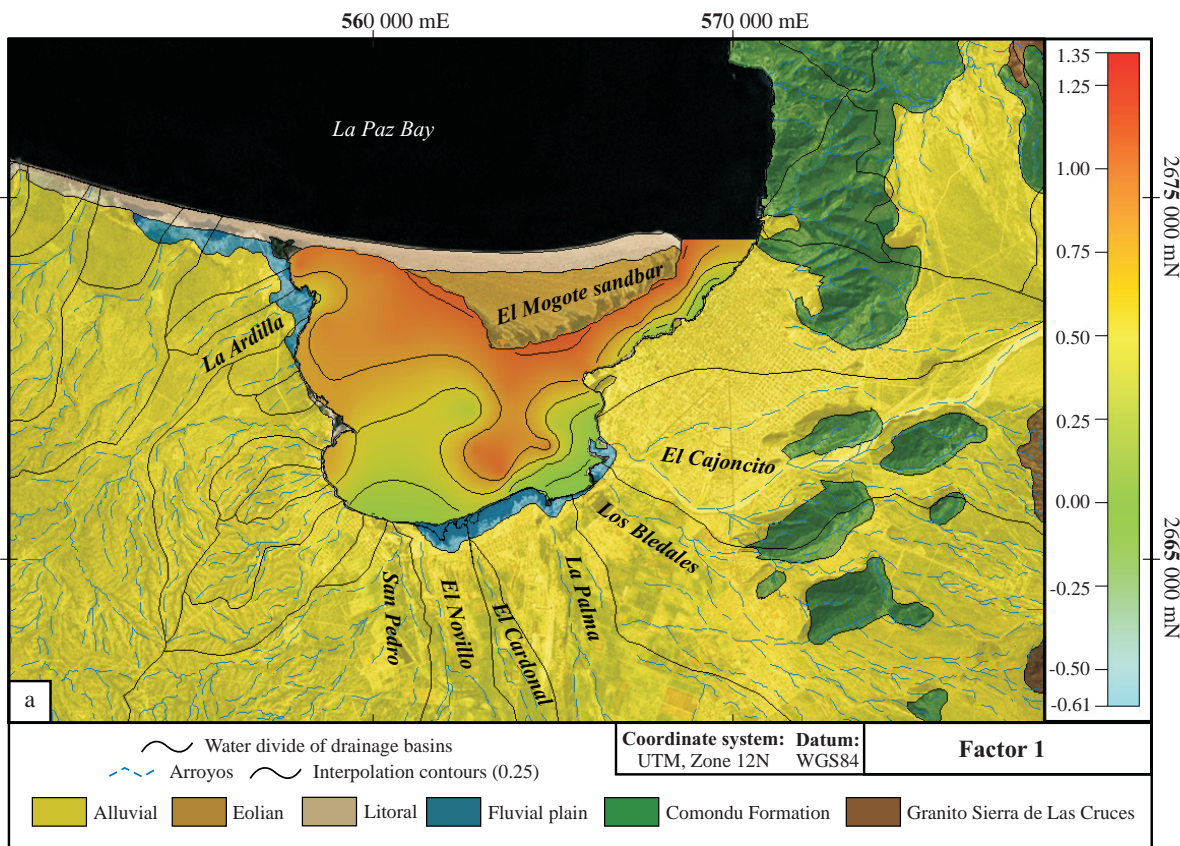 560 000 mE
570 000 mE
La Paz Bay
El Mogote sandbar
La Ardilla
El Cajoncito
Los Bledales
La Palma
El Cardonal
El Novillo
San Pedro
a
1.35
1.25
1.00
0.75
0.50
0.25
0.00
-0.25
-0.50
-0.61
2675 000 mN
2665 000 mN
Water divide of drainage basins
Arroyos
Interpolation contours (0.25)
Coordinate system: Datum:
UTM, Zone 12N WGS84
Factor 1
Alluvial
Eolian
Litoral
Fluvial plain
Comondu Formation
Granito Sierra de Las Cruces